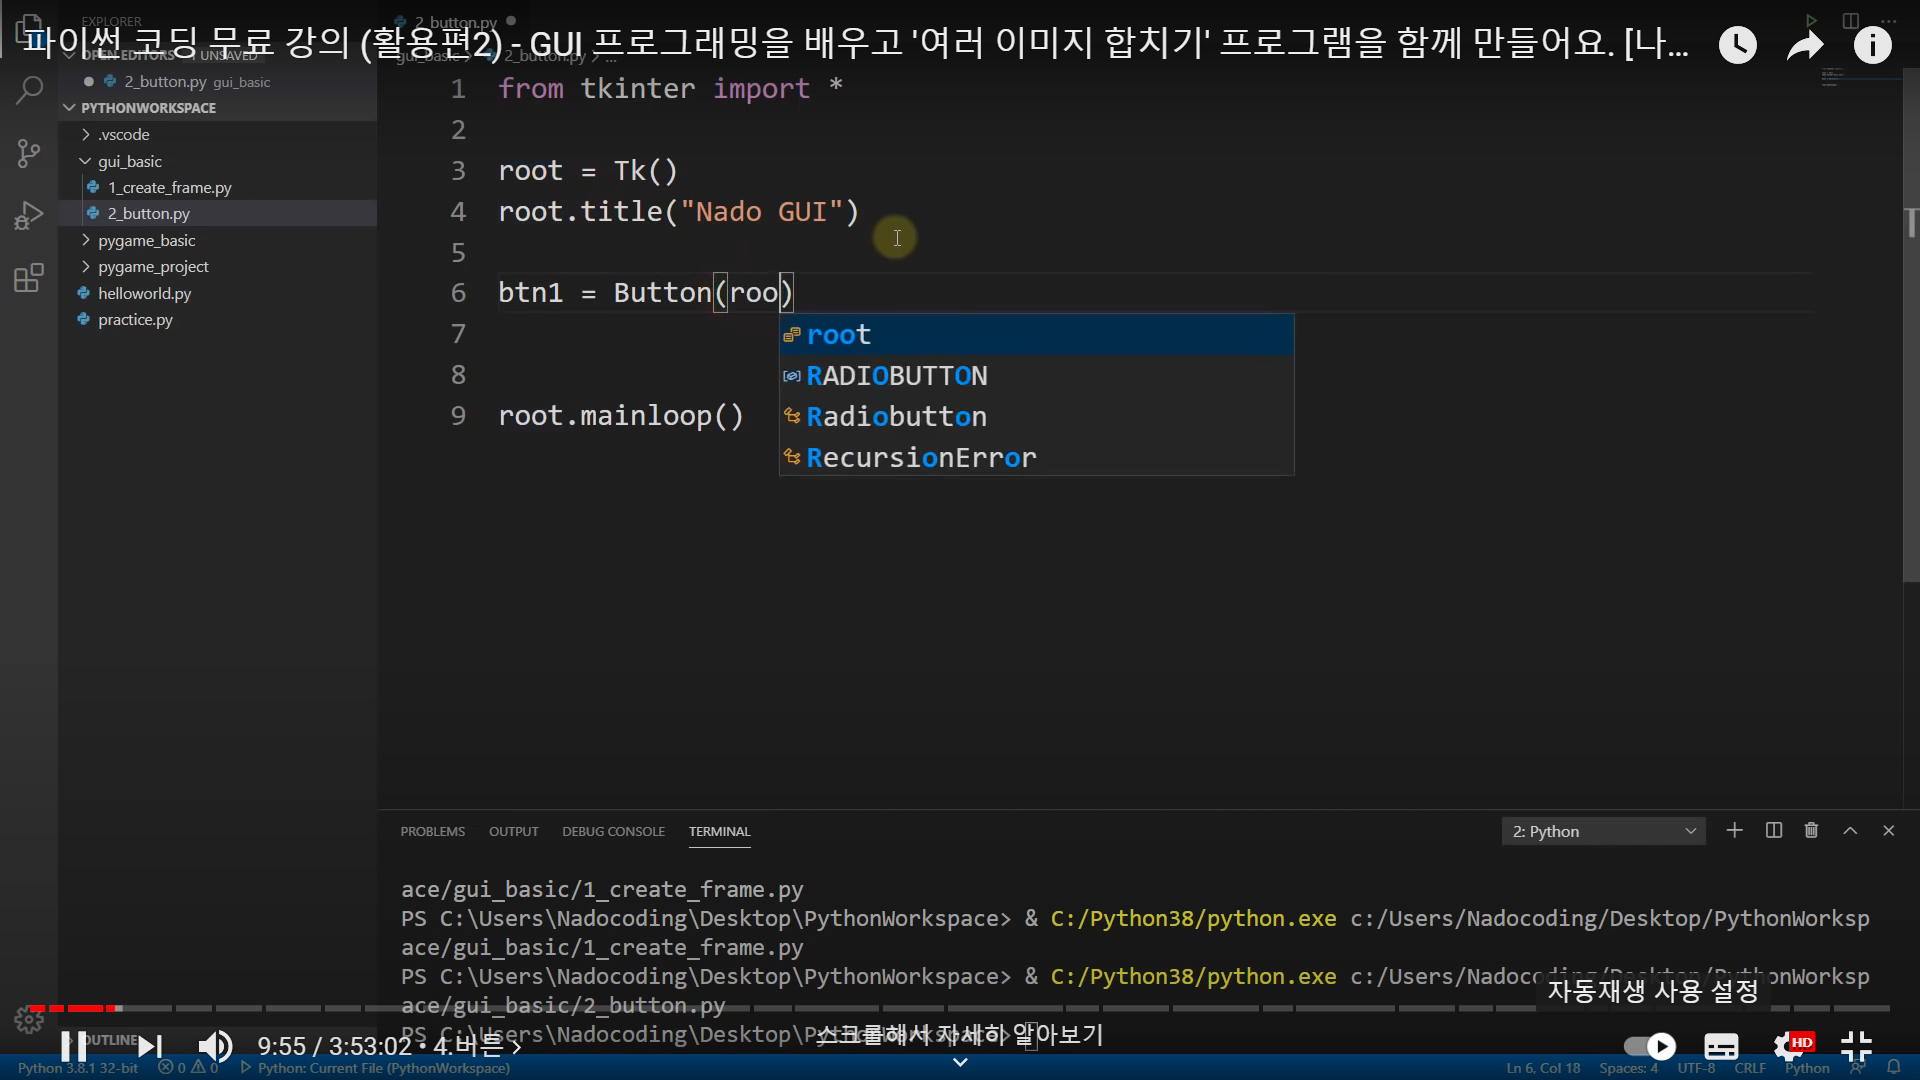 EXPLORER
2_button.py
파이썬 코딩 무료 강의 (활용편2) - GUI 프로그래밍을 배우고 '여러 이미지 합치기' 프로그램을 함께 만들어요. [나...
OPEN EDITORS 1 UNSAVED
gui_basic > 2_button.py > ...
2_button.py gui_basic
PYTHONWORKSPACE
.vscode
gui_basic
1_create_frame.py
2_button.py
pygame_basic
pygame_project
helloworld.py
practice.py
1 from tkinter import *
2
3 root = Tk()
4 root.title("Nado GUI")
5
6 btn1 = Button(roo)
7
8
9 root.mainloop()
root
RADIOBUTTON
Radiobutton
RecursionError
PROBLEMS OUTPUT DEBUG CONSOLE TERMINAL 2: Python
ace/gui_basic/1_create_frame.py
PS C:\Users\Nadocoding\Desktop\PythonWorkspace> & C:/Python38/python.exe c:/Users/Nadocoding/Desktop/PythonWorksp
ace/gui_basic/1_create_frame.py
PS C:\Users\Nadocoding\Desktop\PythonWorkspace> & C:/Python38/python.exe c:/Users/Nadocoding/Desktop/PythonWorksp
ace/gui_basic/2_button.py
자동재생 사용 설정
PS C:\Users\Nadocoding\Desktop\PythonWorkspace>
스크롤해서 자세히 알아보기
OUTLINE
9:55 / 3:53:02 • 4.버튼 >
HD
Python 3.8.1 32-bit 0 0 Python: Current File (PythonWorkspace) Ln 6, Col 18 Spaces: 4 UTF-8 CRLF Python